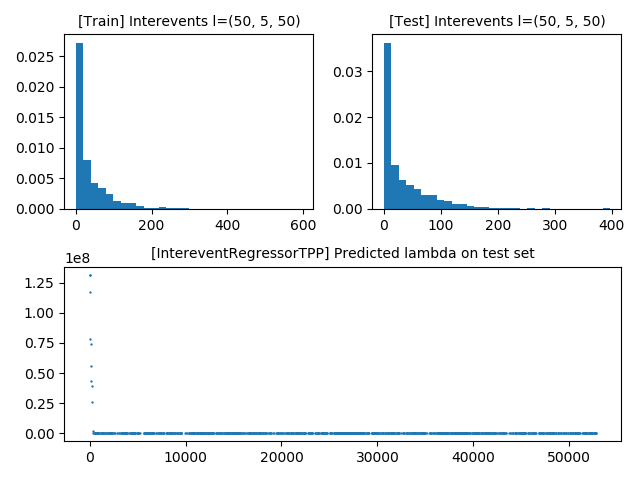 [Train] Interevents l=(50, 5, 50)
0.025
0.020
0.015
0.010
0.005
0.000
0 200 400 600
[Test] Interevents l=(50, 5, 50)
0.03
0.02
0.01
0.00
0 100 200 300 400
[IntereventRegressorTPP] Predicted lambda on test set
1e8
1.25
1.00
0.75
0.50
0.25
0.00
0 10000 20000 30000 40000 50000